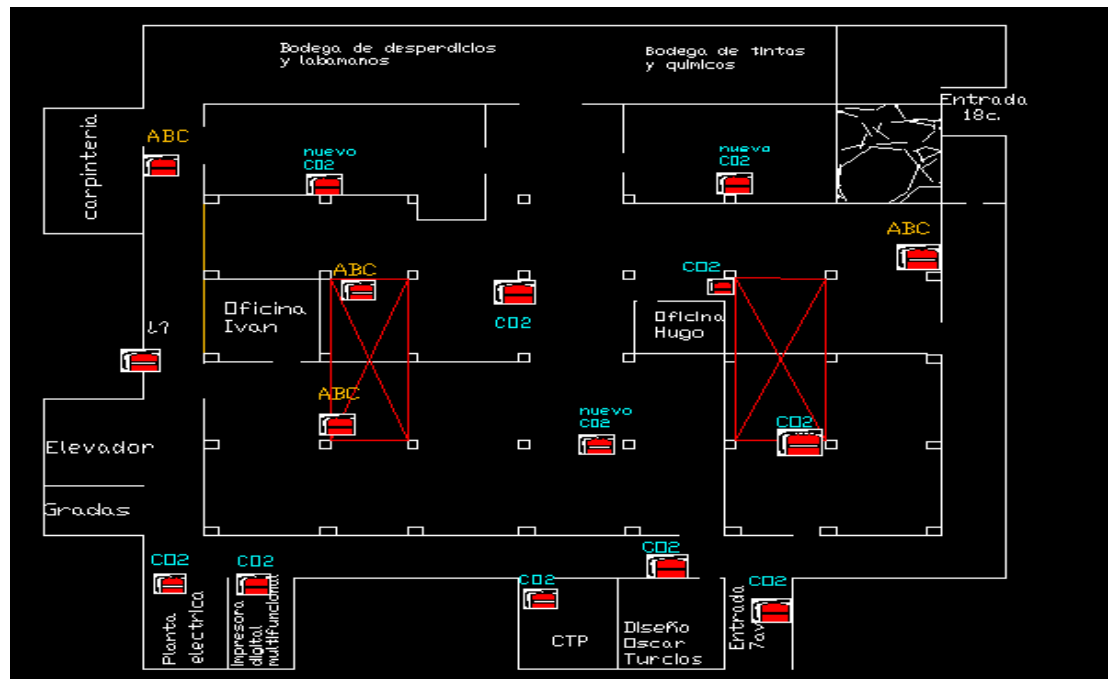 Bodega de desperdicios
y labamanos
Bodega de tintas
y quimicos
Entrada
18c.
carpinteria
ABC
nuevo
CO2
nuevo
CO2
ABC
ABC
CO2
CO2
Oficina
Ivan
Oficina
Hugo
¿?
ABC
nuevo
CO2
CO2
Elevador
Gradas
CO2
CO2
CO2
CO2
CO2
Planta
electrica
Impresora
digital
multifuncional
CTP
Diseño
Oscar
Turcios
Entrada
7av